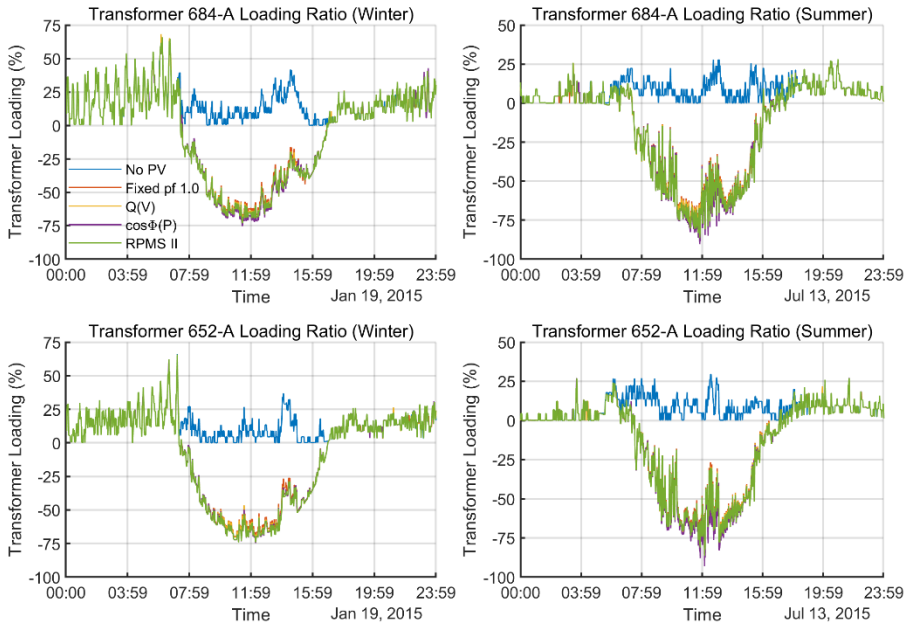 Transformer 684-A Loading Ratio (Winter)
Transformer Loading (%)
100
75
50
25
0
-25
-50
-75
-100
No PV
Fixed pf 1.0
Q(V)
cosΦ(P)
RPMS II
00:00 03:59 07:59 11:59 15:59 19:59 23:59
Time
Jan 19, 2015
Transformer 684-A Loading Ratio (Summer)
Transformer Loading (%)
50
25
0
-25
-50
-75
-100
00:00 03:59 07:59 11:59 15:59 19:59 23:59
Time
Jul 13, 2015
Transformer 652-A Loading Ratio (Winter)
Transformer Loading (%)
100
75
50
25
0
-25
-50
-75
-100
00:00 03:59 07:59 11:59 15:59 19:59 23:59
Time
Jan 19, 2015
Transformer 652-A Loading Ratio (Summer)
Transformer Loading (%)
50
25
0
-25
-50
-75
-100
00:00 03:59 07:59 11:59 15:59 19:59 23:59
Time
Jul 13, 2015